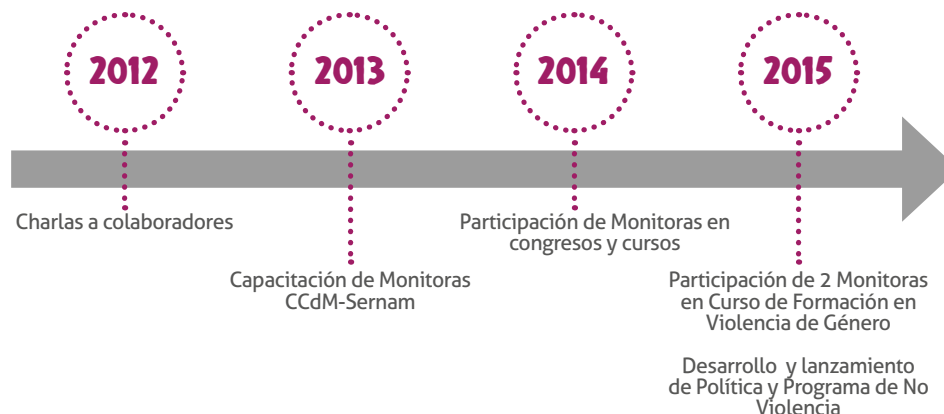 2012
2013
2014
2015
Charlas a colaboradores
Capacitación de Monitoras
CCdM-Sernam
Participación de Monitoras en
congresos y cursos
Participación de 2 Monitoras
en Curso de Formación en
Violencia de Género
Desarrollo y lanzamiento
de Política y Programa de No
Violencia